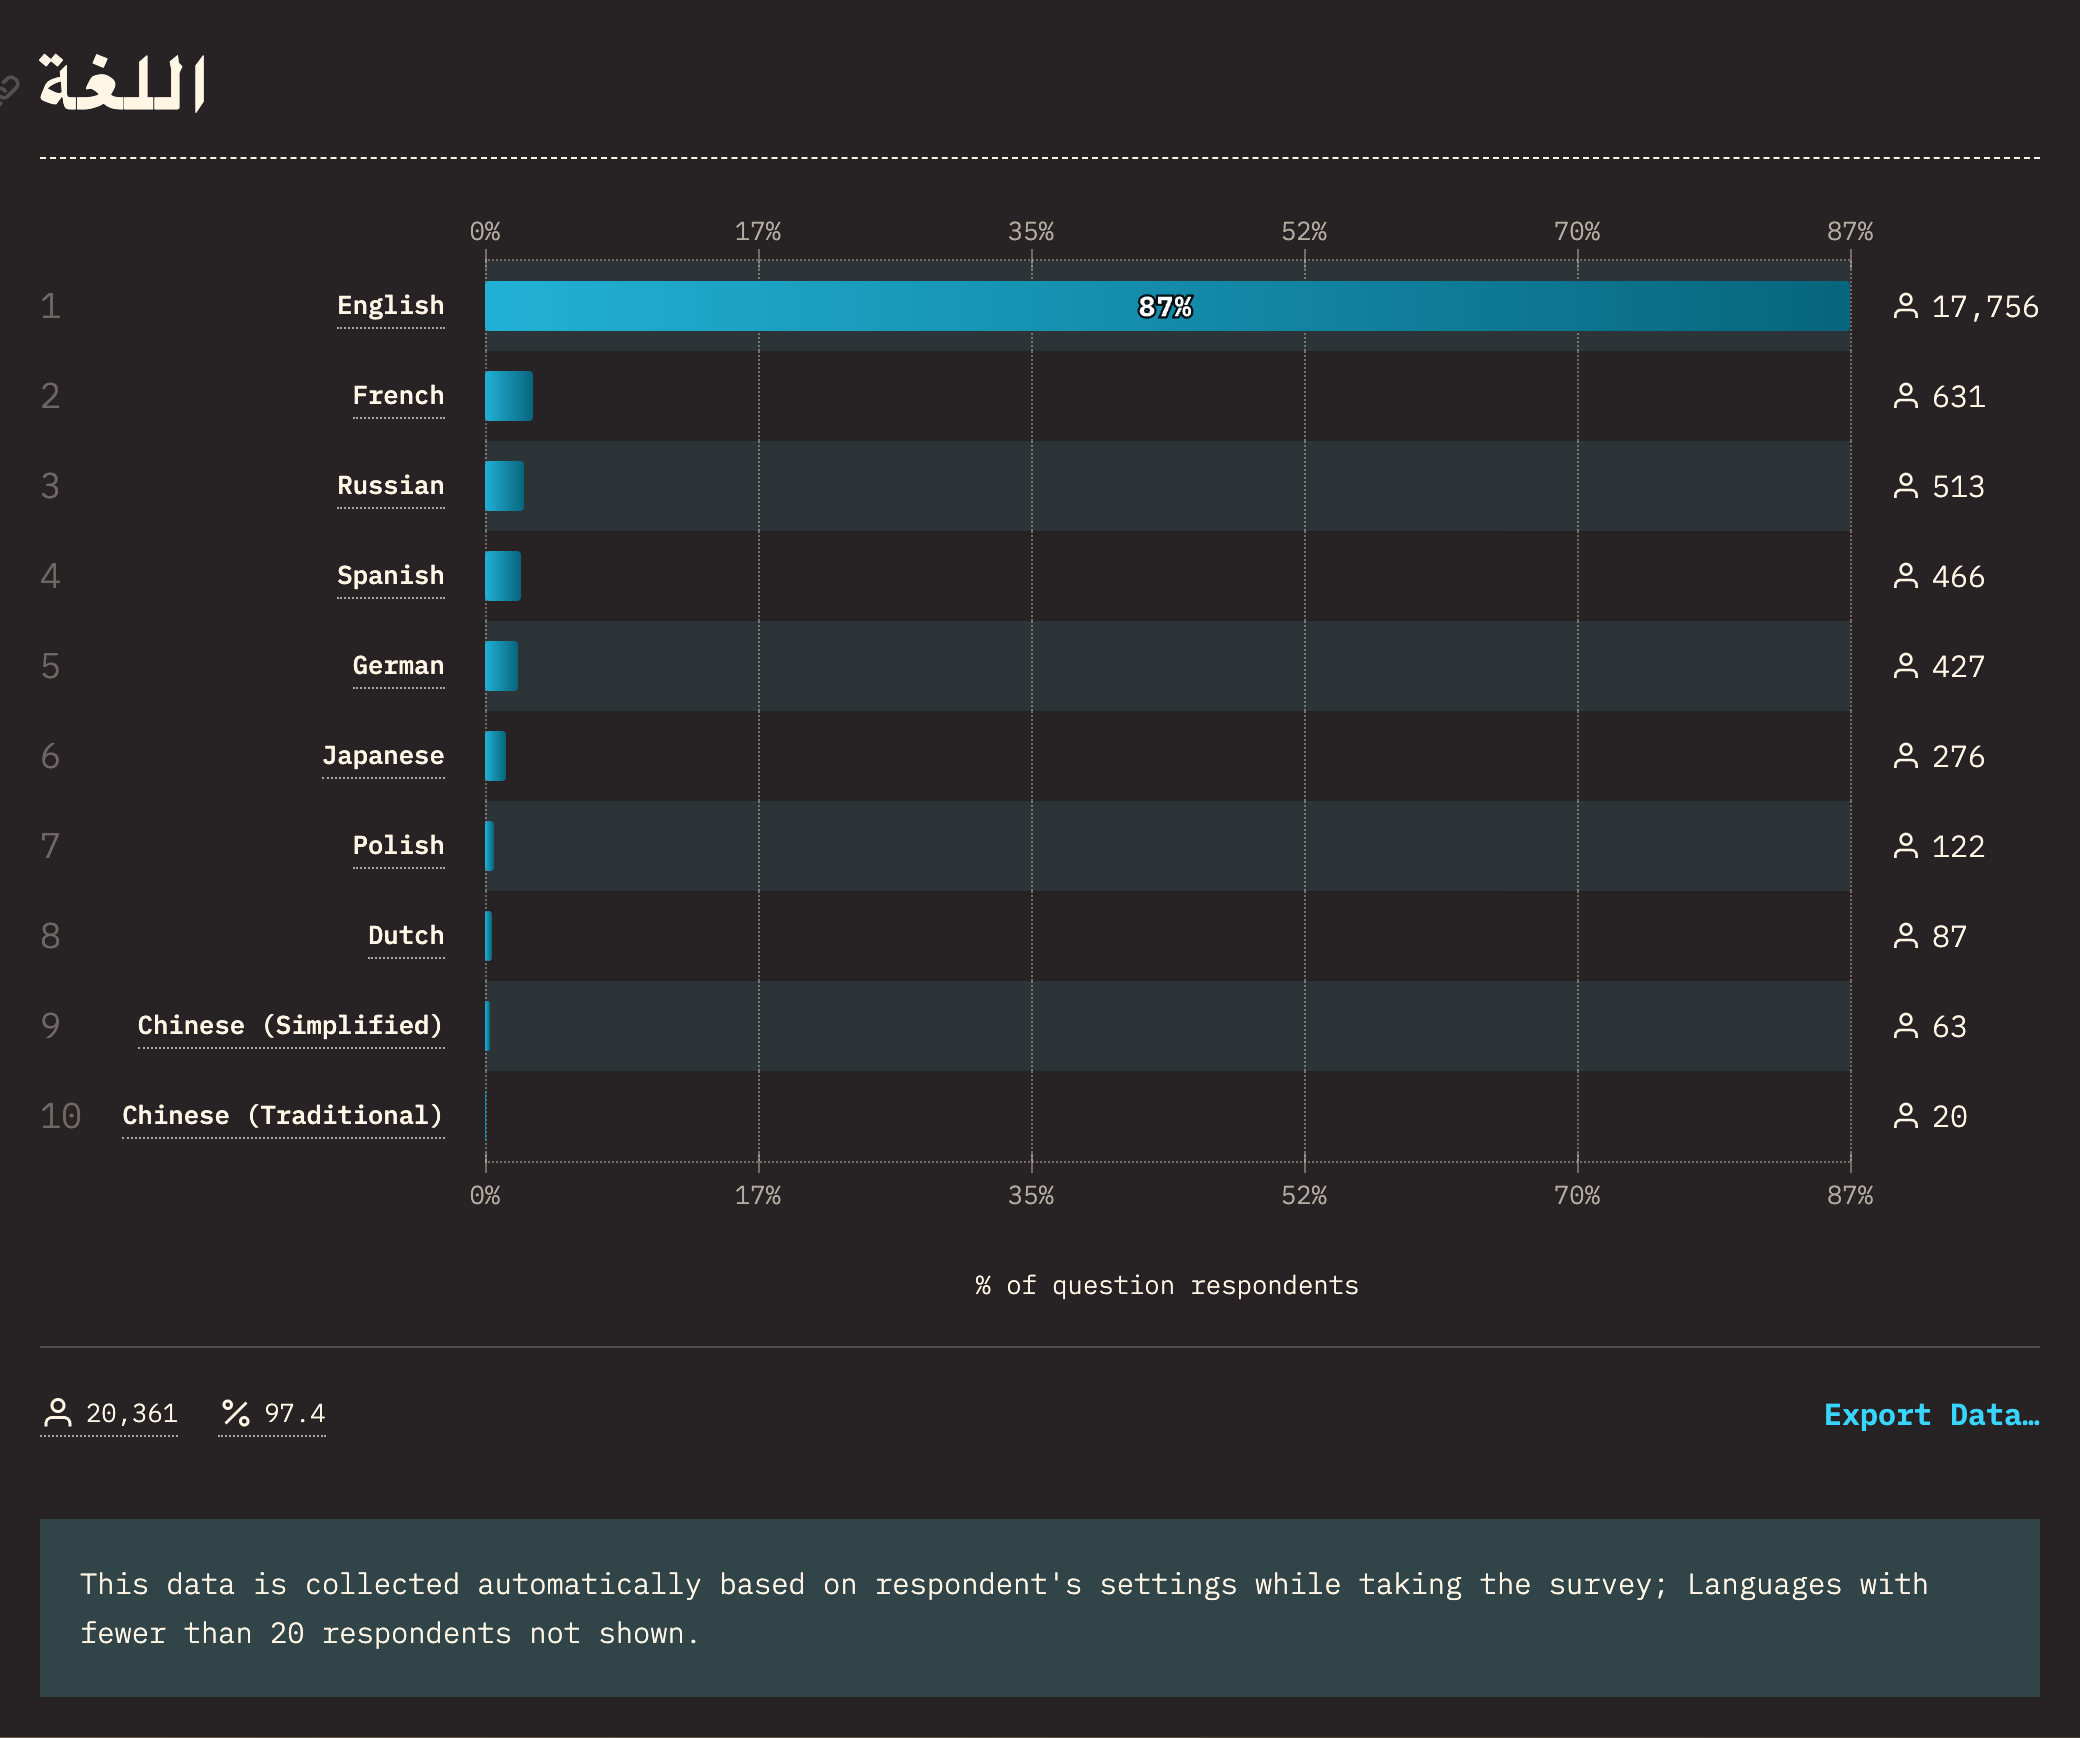 اللغة
0% 17% 35% 52% 70% 87%
1 English 87% 17,756
2 French 631
3 Russian 513
4 Spanish 466
5 German 427
6 Japanese 276
7 Polish 122
8 Dutch 87
9 Chinese (Simplified) 63
10 Chinese (Traditional) 20
0% 17% 35% 52% 70% 87%
% of question respondents
20,361 % 97.4 Export Data…
This data is collected automatically based on respondent's settings while taking the survey; Languages with
fewer than 20 respondents not shown.